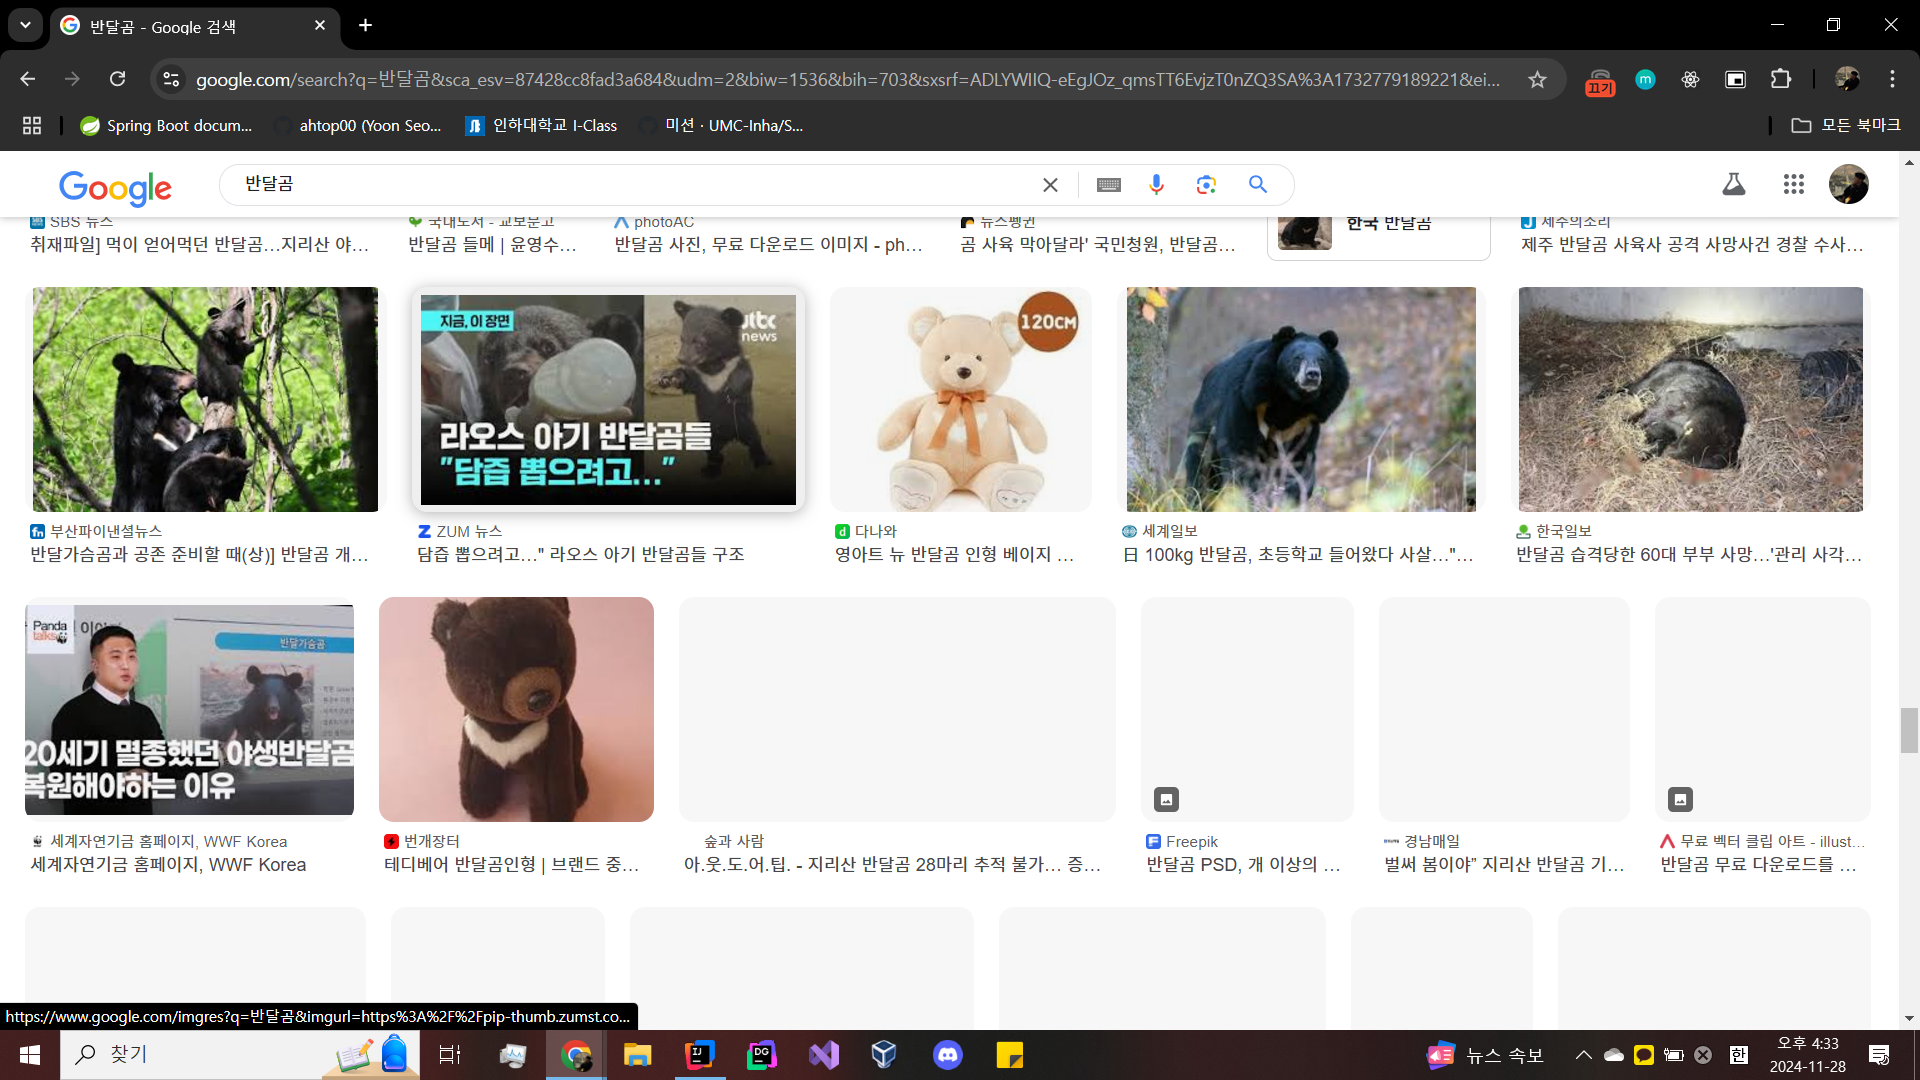 반달곰 - Google 검색
google.com/search?q=반달곰&sca_esv=87428cc8fad3a684&udm=2&biw=1536&bih=703&sxsrf=ADLYWIIQ-eEgJOz_qmsTT6EvjzT0nZQ3SA%3A1732779189221&ei...
끄기
m
Spring Boot docum...
ahtop00 (Yoon Seo...
인하대학교 I-Class
미션 · UMC-Inha/S...
모든 북마크
Google
반달곰
SBS 뉴스
취재파일] 먹이 얻어먹던 반달곰...지리산 야...
국내도서 - 교보문고
반달곰 들메 | 윤영수...
photoAC
반달곰 사진, 무료 다운로드 이미지 - ph...
뉴스펭귄
곰 사육 막아달라' 국민청원, 반달곰...
한국 반달곰
제주의소리
제주 반달곰 사육사 공격 사망사건 경찰 수사...
지금, 이 장면
jtbc
news
라오스 아기 반달곰들
"담즙 뽑으려고..."
120CM
부산파이낸셜뉴스
반달가슴곰과 공존 준비할 때(상)] 반달곰 개...
ZUM 뉴스
담즙 뽑으려고..." 라오스 아기 반달곰들 구조
다나와
영아트 뉴 반달곰 인형 베이지 ...
세계일보
日 100kg 반달곰, 초등학교 들어왔다 사살..."...
한국일보
반달곰 습격당한 60대 부부 사망...'관리 사각...
Panda
talks
이야
반달가슴곰
20세기 멸종했던 야생반달곰
복원해야하는 이유
세계자연기금 홈페이지, WWF Korea
세계자연기금 홈페이지, WWF Korea
번개장터
테디베어 반달곰인형 | 브랜드 중...
숲과 사람
아.웃.도.어.팁. - 지리산 반달곰 28마리 추적 불가... 증...
Freepik
반달곰 PSD, 개 이상의 ...
경남매일
벌써 봄이야” 지리산 반달곰 기...
무료 벡터 클립 아트 - illust...
반달곰 무료 다운로드를 ...
https://www.google.com/imgres?q=반달곰&imgurl=https%3A%2F%2Fpip-thumb.zumst.co...
찾기
IJ
DG
뉴스 속보
한
오후 4:33
2024-11-28